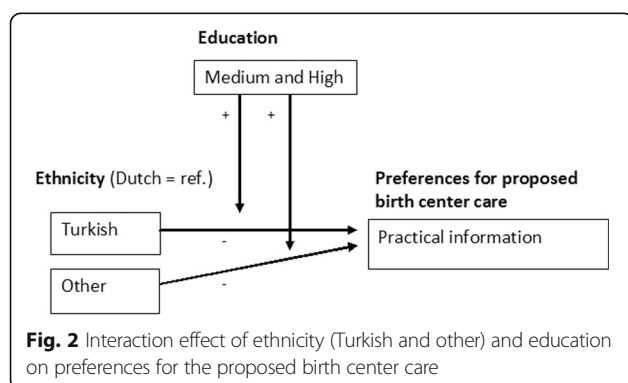 Education
Medium and High
+ +
Ethnicity (Dutch = ref.)
Preferences for proposed
birth center care
Turkish
Practical information
-
Other
-
Fig. 2 Interaction effect of ethnicity (Turkish and other) and education
on preferences for the proposed birth center care